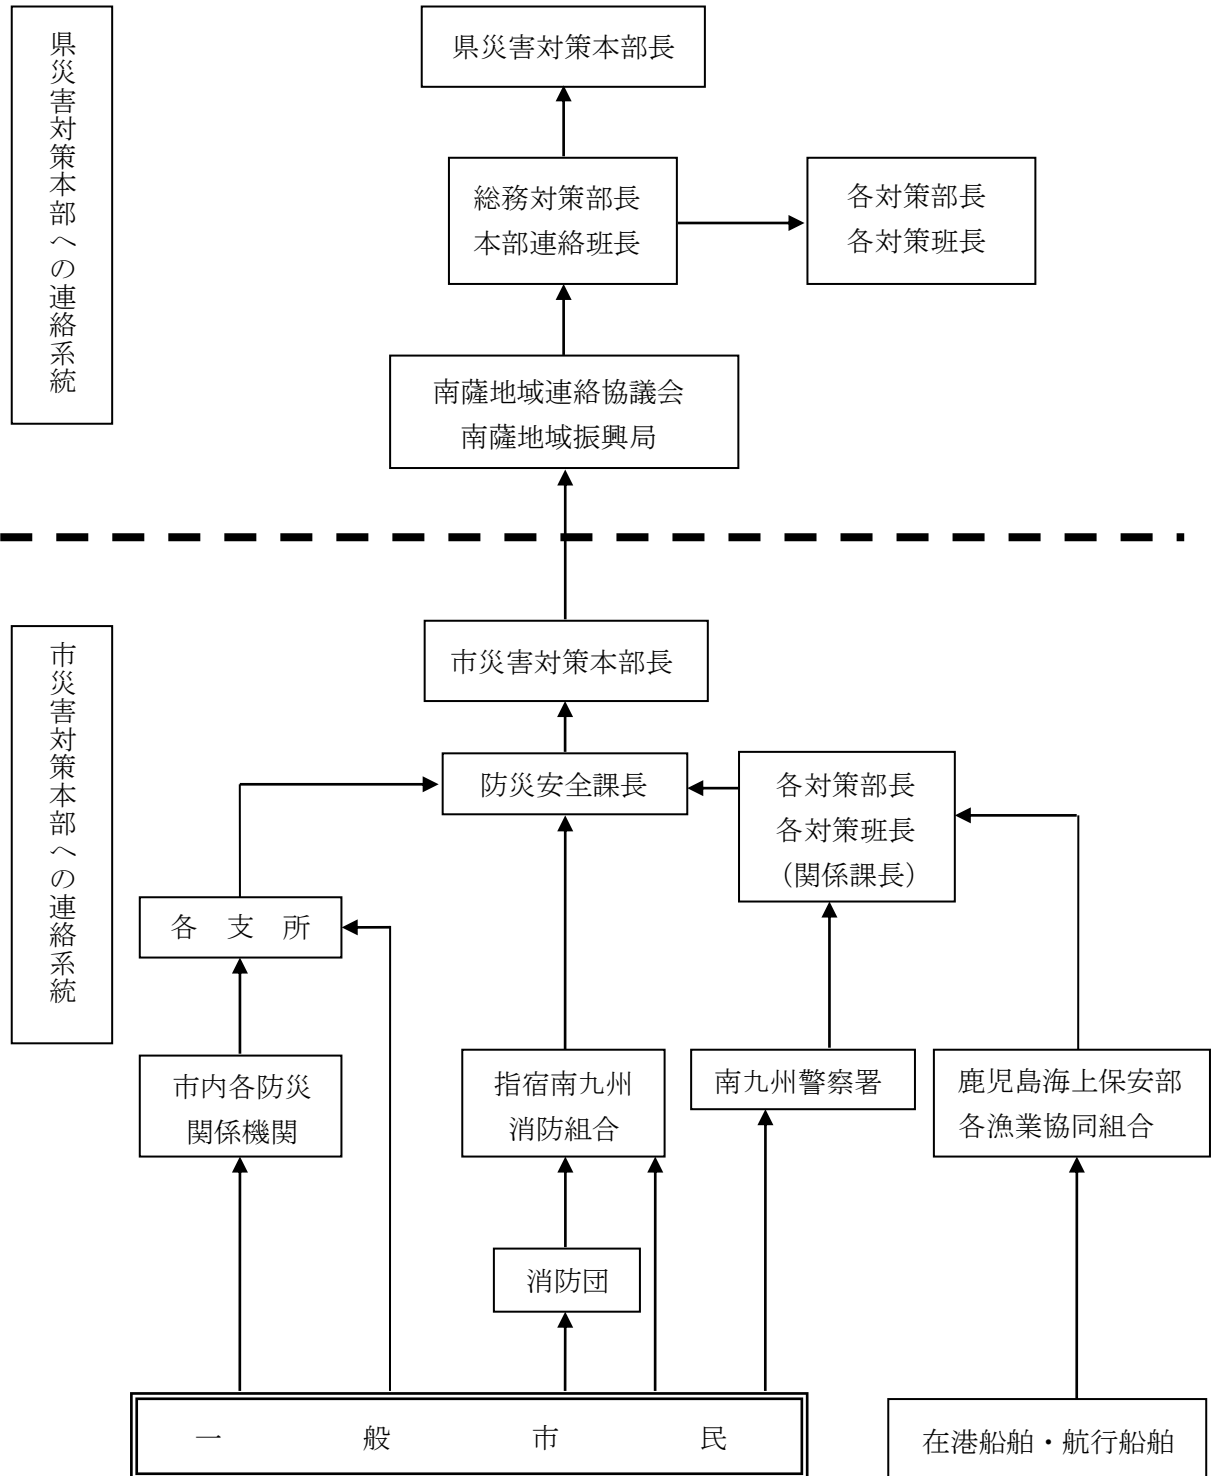 県災害対策本部への連絡系統
県災害対策本部長
総務対策部長
本部連絡班長
各対策部長
各対策班長
南薩地域連絡協議会
南薩地域振興局
市災害対策本部への連絡系統
市災害対策本部長
防災安全課長
各対策部長
各対策班長
（関係課長）
各　支　所
市内各防災
関係機関
指宿南九州
消防組合
南九州警察署
鹿児島海上保安部
各漁業協同組合
消防団
一　般　市　民
在港船舶・航行船舶